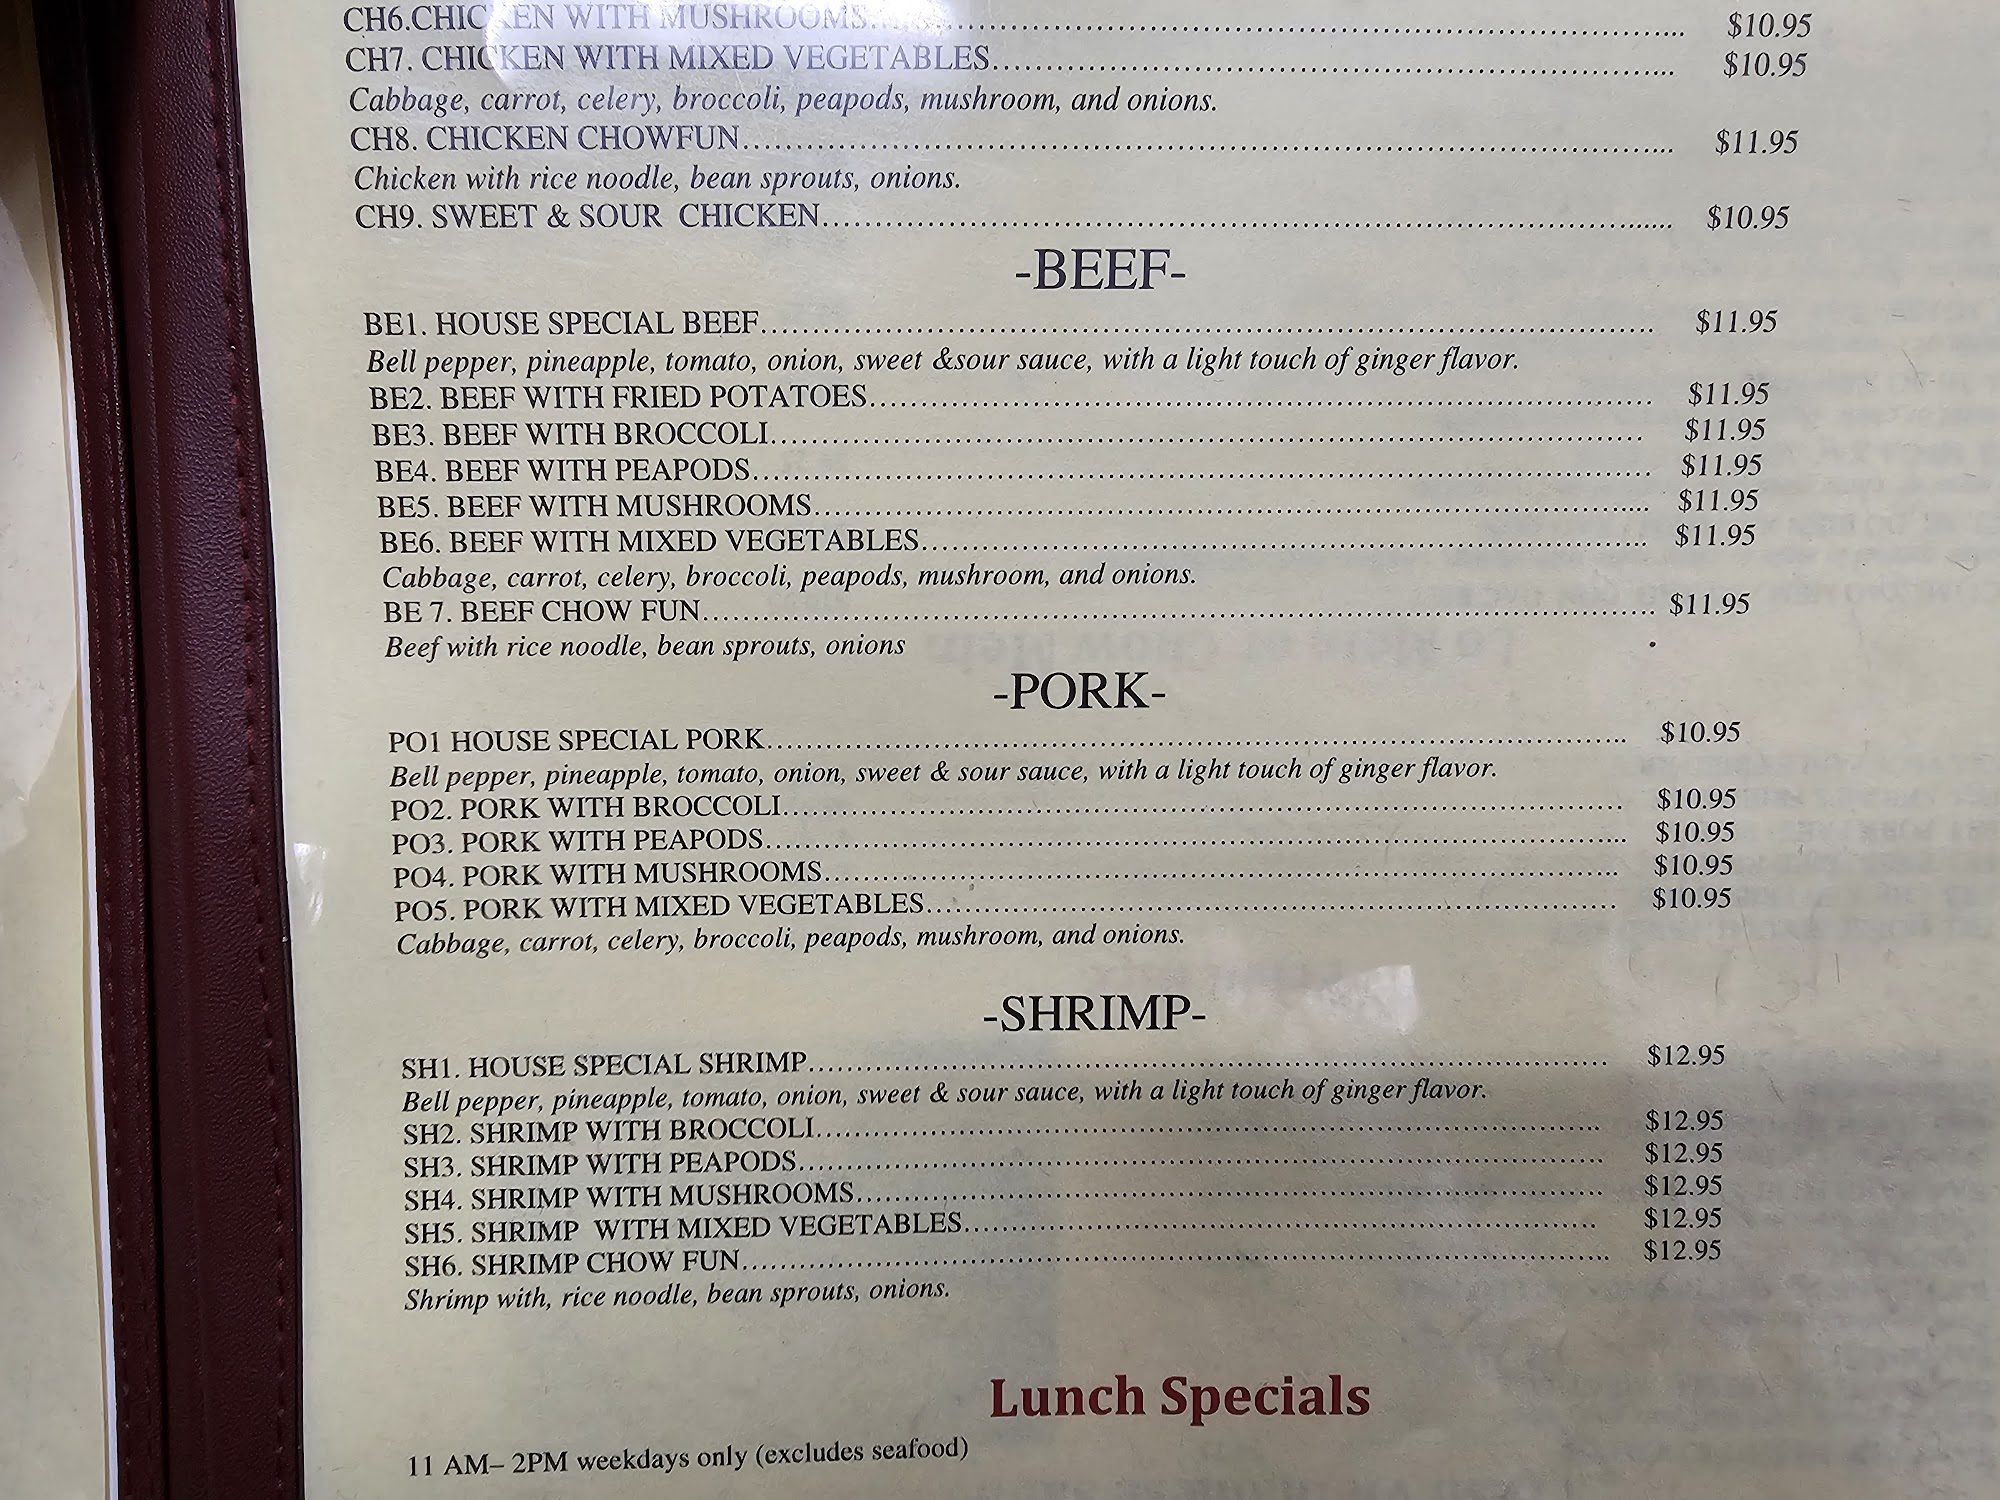 CH6.CHICKEN WITH MUSHROOMS.......... $10.95
CH7. CHICKEN WITH MIXED VEGETABLES.......... $10.95
Cabbage, carrot, celery, broccoli, peapods, mushroom, and onions.
CH8. CHICKEN CHOWFUN.......... $11.95
Chicken with rice noodle, bean sprouts, onions.
CH9. SWEET & SOUR CHICKEN.......... $10.95
-BEEF-
BE1. HOUSE SPECIAL BEEF.......... $11.95
Bell pepper, pineapple, tomato, onion, sweet &sour sauce, with a light touch of ginger flavor.
BE2. BEEF WITH FRIED POTATOES.......... $11.95
BE3. BEEF WITH BROCCOLI.......... $11.95
BE4. BEEF WITH PEAPODS.......... $11.95
BE5. BEEF WITH MUSHROOMS.......... $11.95
BE6. BEEF WITH MIXED VEGETABLES.......... $11.95
Cabbage, carrot, celery, broccoli, peapods, mushroom, and onions.
BE 7. BEEF CHOW FUN.......... $11.95
Beef with rice noodle, bean sprouts, onions
-PORK-
PO1 HOUSE SPECIAL PORK.......... $10.95
Bell pepper, pineapple, tomato, onion, sweet & sour sauce, with a light touch of ginger flavor.
PO2. PORK WITH BROCCOLI.......... $10.95
PO3. PORK WITH PEAPODS.......... $10.95
PO4. PORK WITH MUSHROOMS.......... $10.95
PO5. PORK WITH MIXED VEGETABLES.......... $10.95
Cabbage, carrot, celery, broccoli, peapods, mushroom, and onions.
-SHRIMP-
SH1. HOUSE SPECIAL SHRIMP.......... $12.95
Bell pepper, pineapple, tomato, onion, sweet & sour sauce, with a light touch of ginger flavor.
SH2. SHRIMP WITH BROCCOLI.......... $12.95
SH3. SHRIMP WITH PEAPODS.......... $12.95
SH4. SHRIMP WITH MUSHROOMS.......... $12.95
SH5. SHRIMP WITH MIXED VEGETABLES.......... $12.95
SH6. SHRIMP CHOW FUN.......... $12.95
Shrimp with, rice noodle, bean sprouts, onions.
Lunch Specials
11 AM– 2PM weekdays only (excludes seafood)